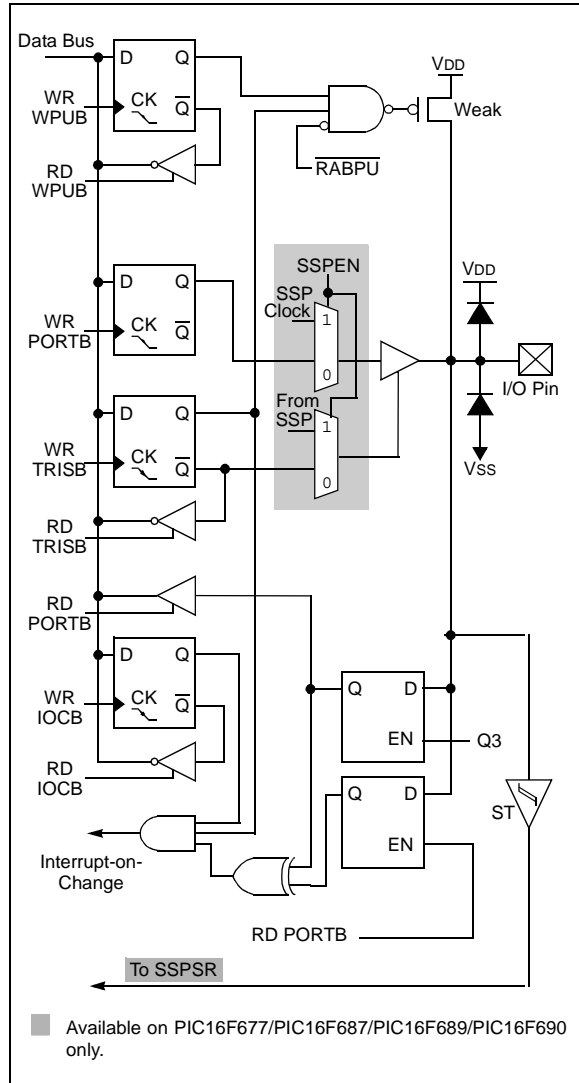 Data Bus
D Q
VDD
WR
WPUB
CK
Q
Weak
RD
WPUB
RABPU
SSPEN
D Q
SSP
Clock
1
VDD
WR
PORTB
CK
Q
0
I/O Pin
From
SSP
D Q
1
WR
TRISB
CK
Q
VSS
0
RD
TRISB
RD
PORTB
D Q
Q D
WR
IOCB
CK
Q
EN
Q3
RD
IOCB
Q D
ST
EN
Interrupt-on-
Change
RD PORTB
To SSPSR
Available on PIC16F677/PIC16F687/PIC16F689/PIC16F690
only.